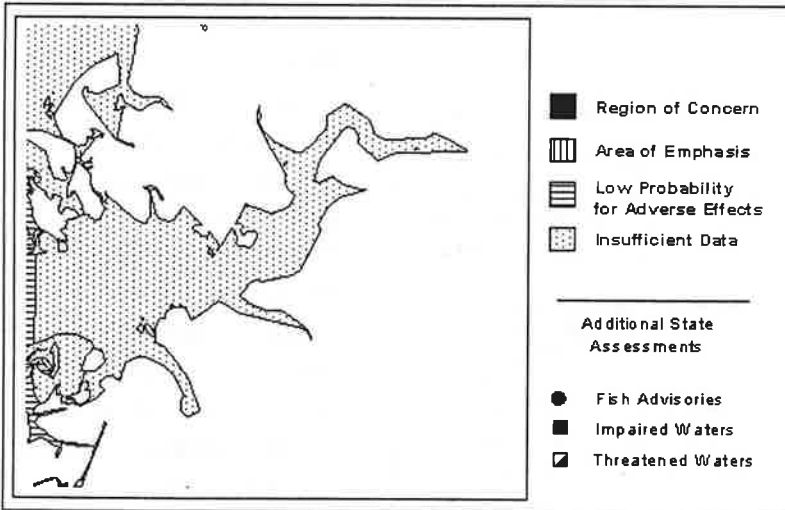 Region of Concern
Area of Emphasis
Low Probability
for Adverse Effects
Insufficient Data
Additional State
Assessments
Fish Advisories
Impaired Waters
Threatened Waters